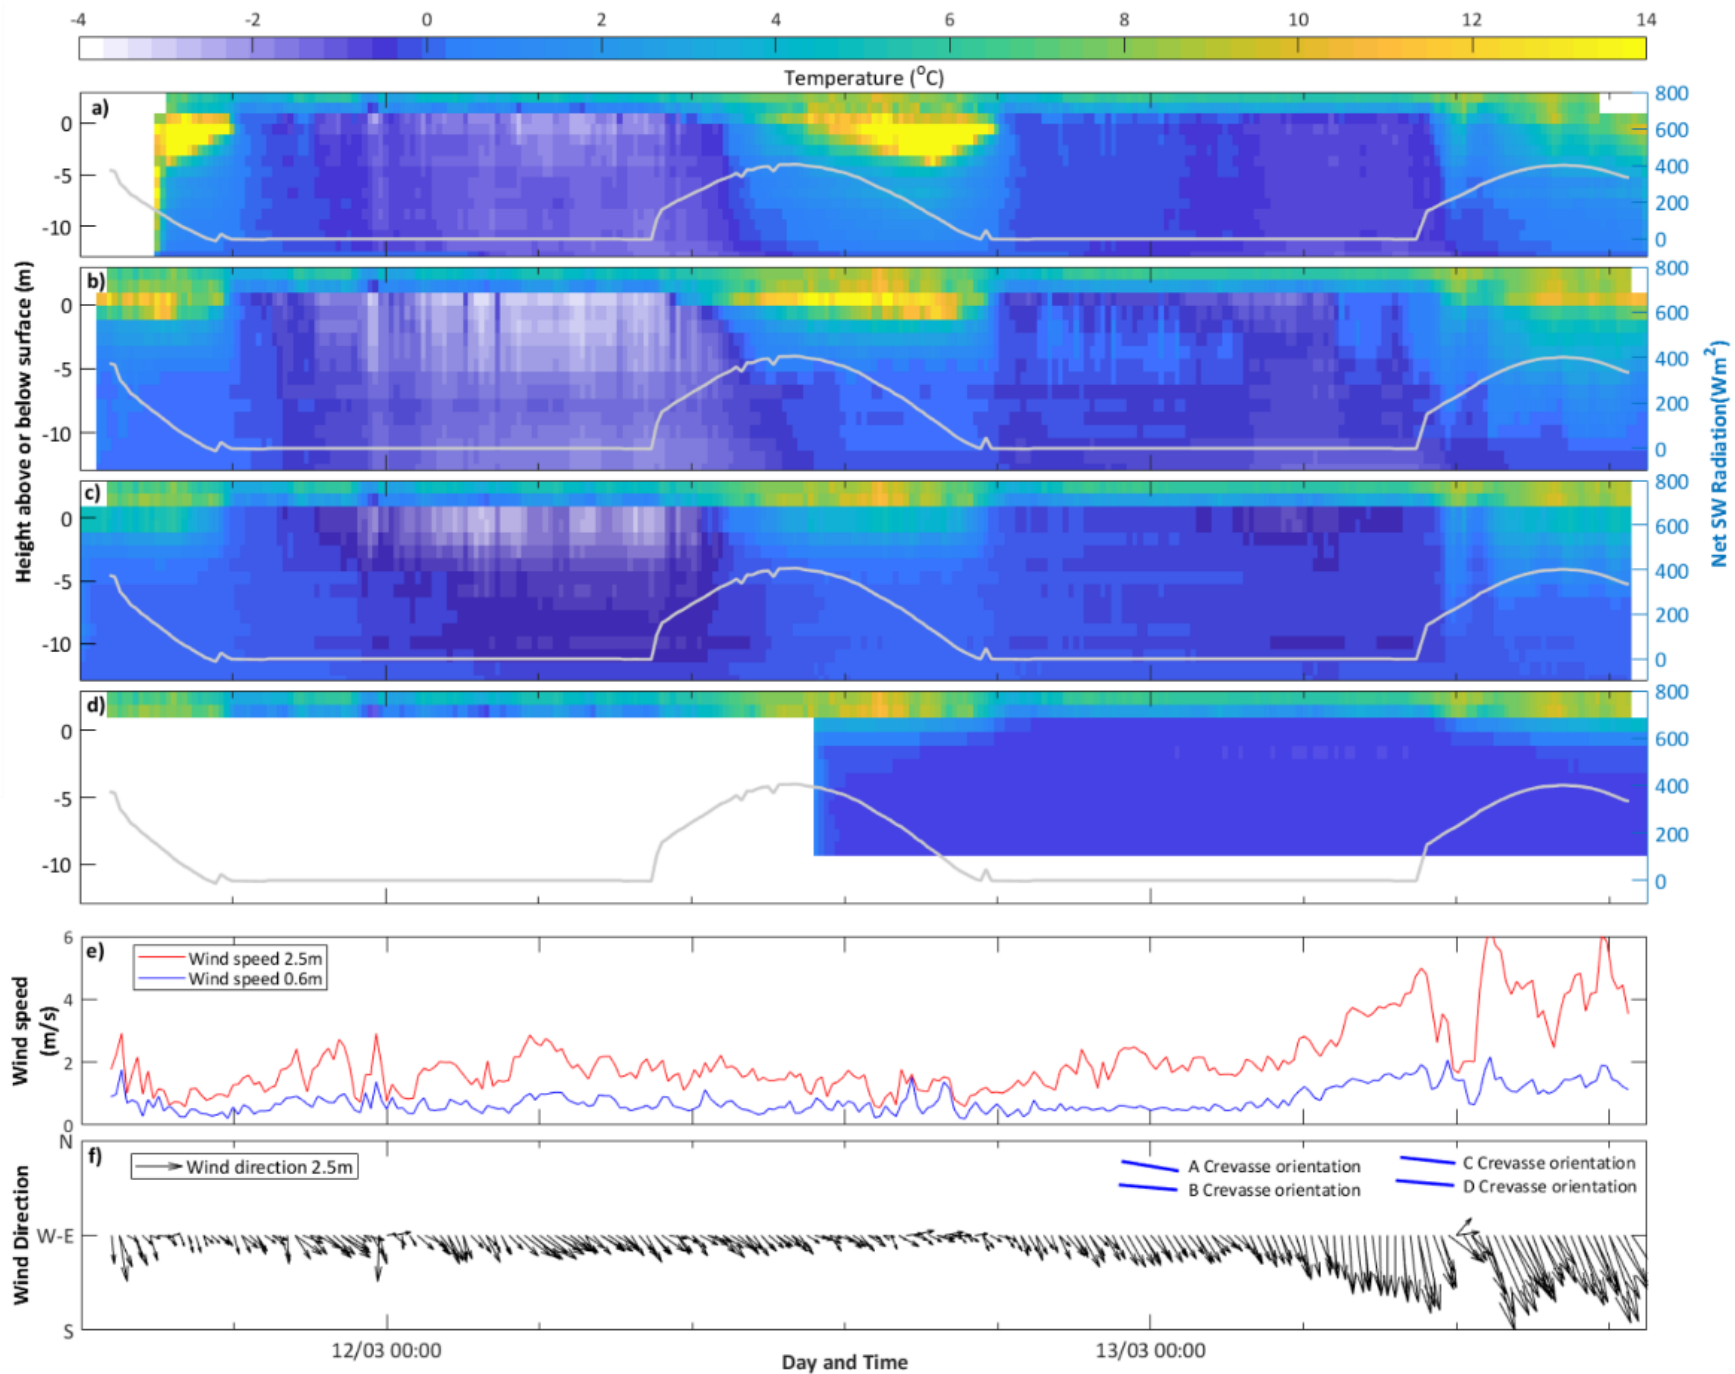 -4 -2 0 2 4 6 8 10 12 14
Temperature (°C)
a)
0
-5
-10
800
600
400
200
0
b)
0
-5
-10
800
600
400
200
0
c)
0
-5
-10
800
600
400
200
0
d)
0
-5
-10
800
600
400
200
0
Height above or below surface (m)
Net SW Radiation(Wm²)
e)
6
4
2
0
Wind speed 2.5m
Wind speed 0.6m
Wind speed
(m/s)
f)
N
W-E
S
Wind direction 2.5m
A Crevasse orientation
B Crevasse orientation
C Crevasse orientation
D Crevasse orientation
Wind Direction
12/03 00:00
13/03 00:00
Day and Time